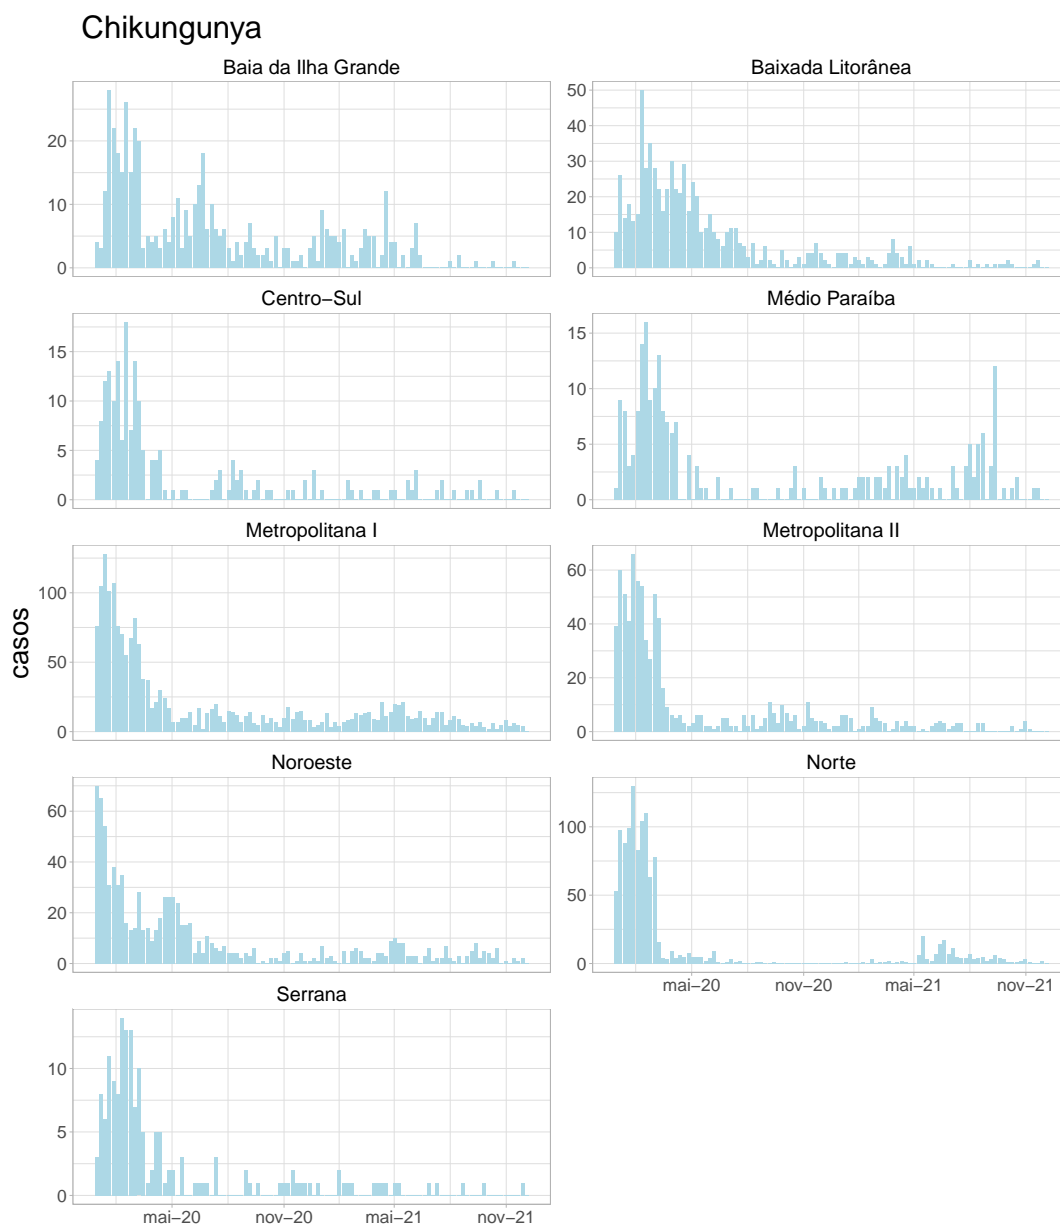 Chikungunya
Baia da Ilha Grande
Baixada Litorânea
20
10
0
50
40
30
20
10
0
Centro−Sul
Médio Paraíba
15
10
5
0
15
10
5
0
Metropolitana I
Metropolitana II
casos
100
50
0
60
40
20
0
Noroeste
Norte
60
40
20
0
100
50
0
mai−20 nov−20 mai−21 nov−21
Serrana
10
5
0
mai−20 nov−20 mai−21 nov−21